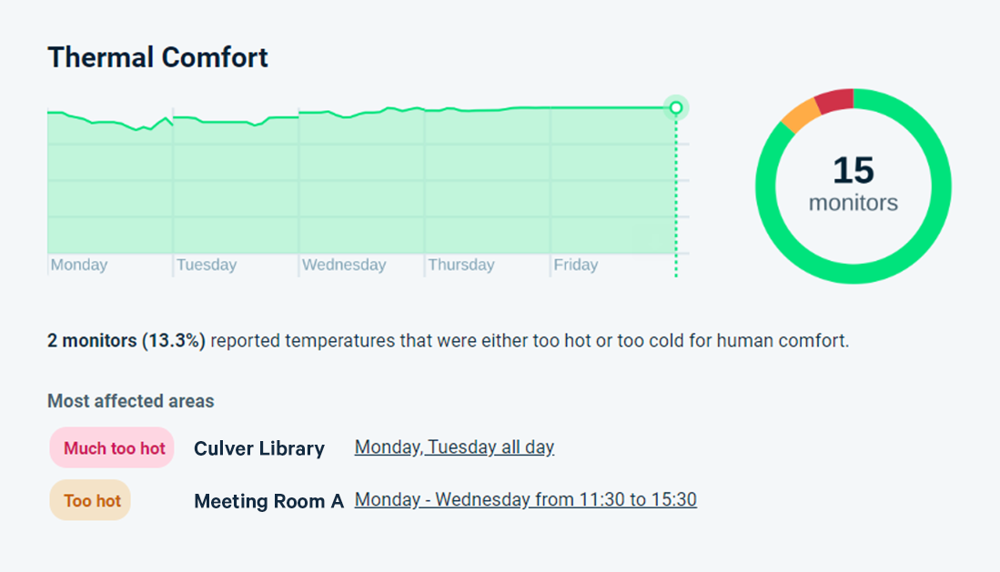 Thermal Comfort
Monday Tuesday Wednesday Thursday Friday
15
monitors
2 monitors (13.3%) reported temperatures that were either too hot or too cold for human comfort.
Most affected areas
Much too hot Culver Library Monday, Tuesday all day
Too hot Meeting Room A Monday - Wednesday from 11:30 to 15:30